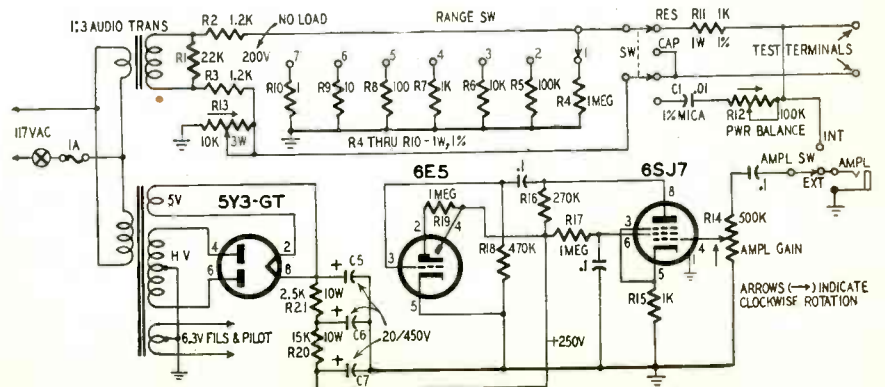 1:3 AUDIO TRANS
R2 1.2K
NO LOAD
200V
RANGE SW
R1
22K
R3 1.2K
R13
10K
3W
7
6
5
4
3
2
1
R10 1
R9 10
R8 100
R7 1K
R6 10K
R5 100K
R4 1MEG
R4 THRU R10-1W, 1%
SW
RES
CAP
R11 1K
1W 1%
TEST TERMINALS
C1 .01
1% MICA
R12 100K
PWR BALANCE
INT
AMPL SW
AMPL
EXT
.1
117VAC
1A
5V
5Y3-GT
HV
4
6
2
8
6.3V FILS & PILOT
2.5K 10W
R21
15K 10W
R20
+ C5
+ C6
+ C7
20/450V
6E5
1MEG
R19
2
4
3
5
R18 470K
.1
R16 270K
R17
1MEG
.1
+250V
6SJ7
8
3
6
4
1
5
R15 1K
R14 500K
AMPL GAIN
ARROWS (→) INDICATE
CLOCKWISE ROTATION